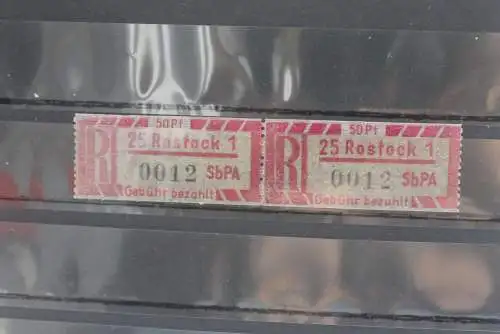 50Pf
R 25 Rostock 1
0012 SbPA
Gebühr bezahlt
50Pf
R 25 Rostock 1
0012 SbPA
Gebühr bezahlt